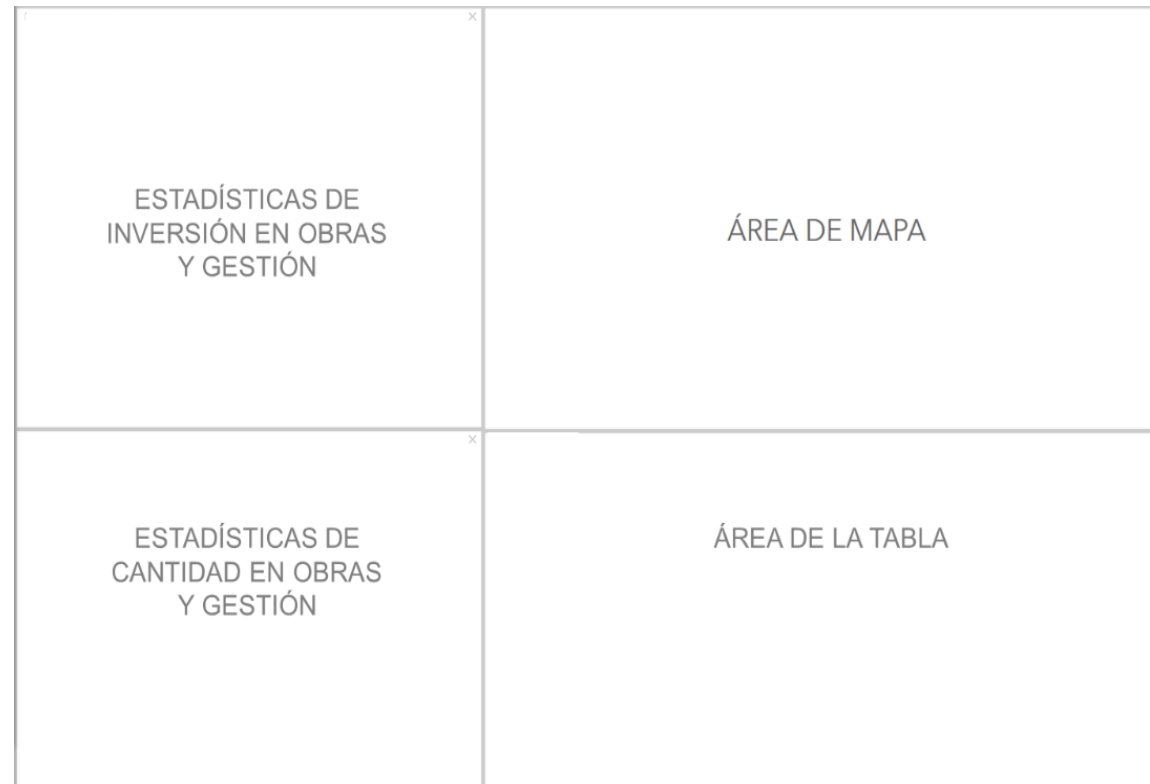 ESTADÍSTICAS DE
INVERSIÓN EN OBRAS
Y GESTIÓN
ÁREA DE MAPA
ESTADÍSTICAS DE
CANTIDAD EN OBRAS
Y GESTIÓN
ÁREA DE LA TABLA